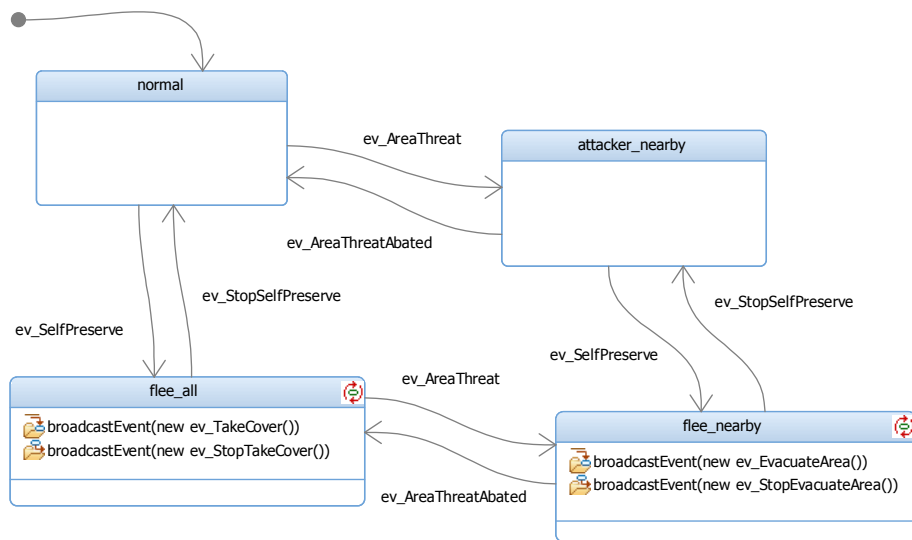 normal
ev_AreaThreat
attacker_nearby
ev_AreaThreatAbated
ev_StopSelfPreserve
ev_StopSelfPreserve
ev_SelfPreserve
ev_SelfPreserve
flee_all
ev_AreaThreat
broadcastEvent(new ev_TakeCover())
broadcastEvent(new ev_StopTakeCover())
flee_nearby
broadcastEvent(new ev_EvacuateArea())
broadcastEvent(new ev_StopEvacuateArea())
ev_AreaThreatAbated